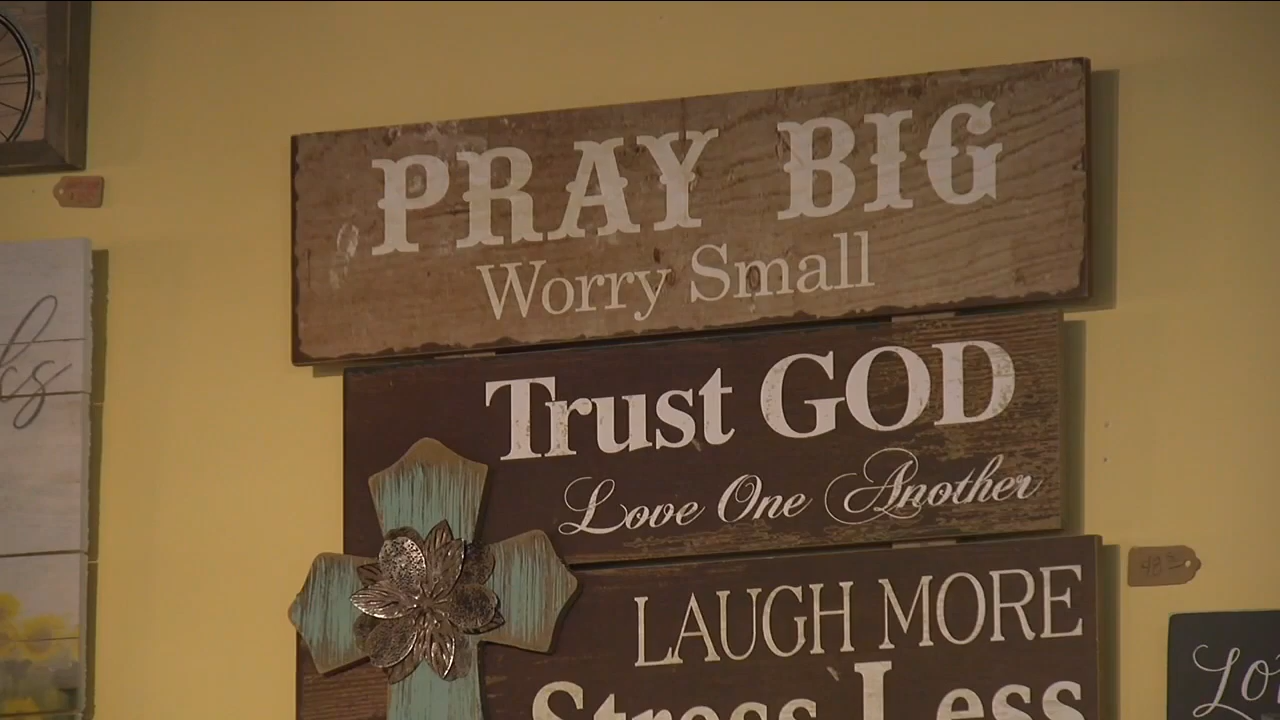 PRAY BIG
Worry Small
Trust GOD
Love One Another
LAUGH MORE
Stress Less